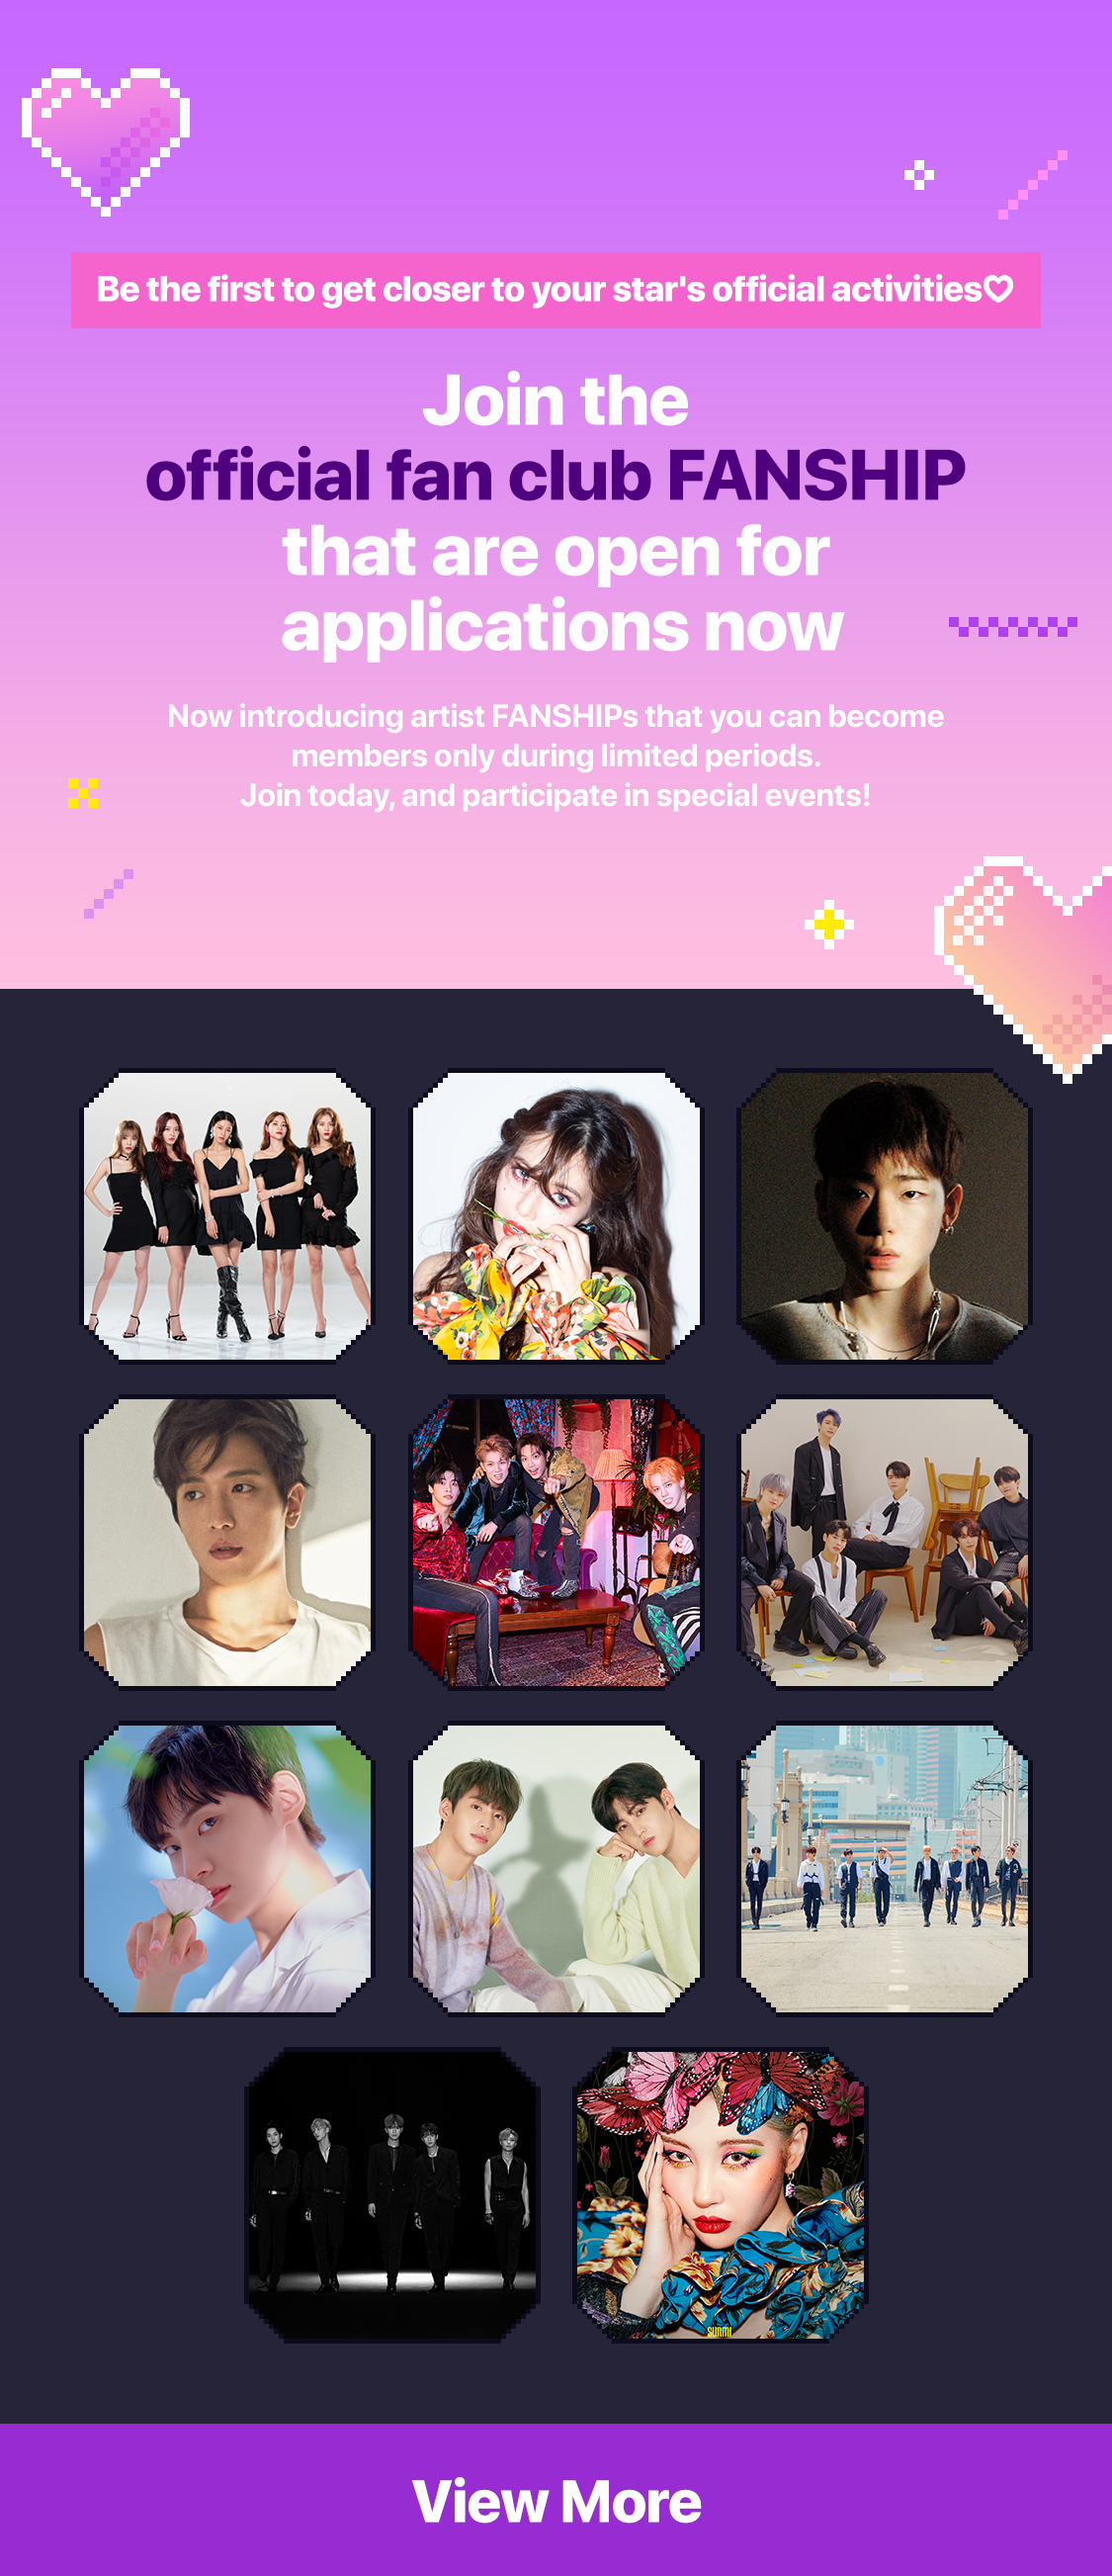 Be the first to get closer to your star's official activities♡
Join the
official fan club FANSHIP
that are open for
applications now
Now introducing artist FANSHIPs that you can become
members only during limited periods.
Join today, and participate in special events!
SUNMI
View More